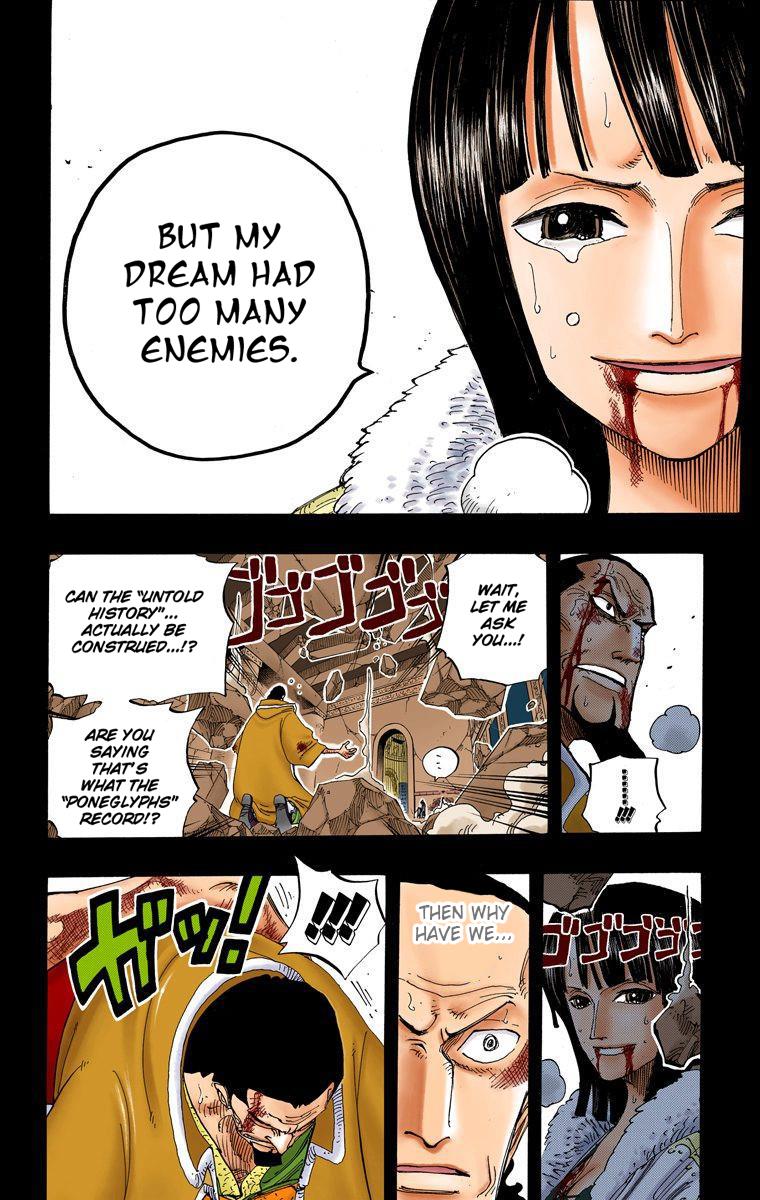 BUT MY
DREAM HAD
TOO MANY
ENEMIES.
!!!
WAIT,
LET ME
ASK
YOU...!
ゴゴゴゴゴ
CAN THE "UNTOLD
HISTORY"...
ACTUALLY BE
CONSTRUED...!?
ARE YOU
SAYING
THAT'S
WHAT THE
"PONEGLYPHS"
RECORD!?
ゴゴゴゴ
THEN WHY
HAVE WE...
!!!
ガッ!